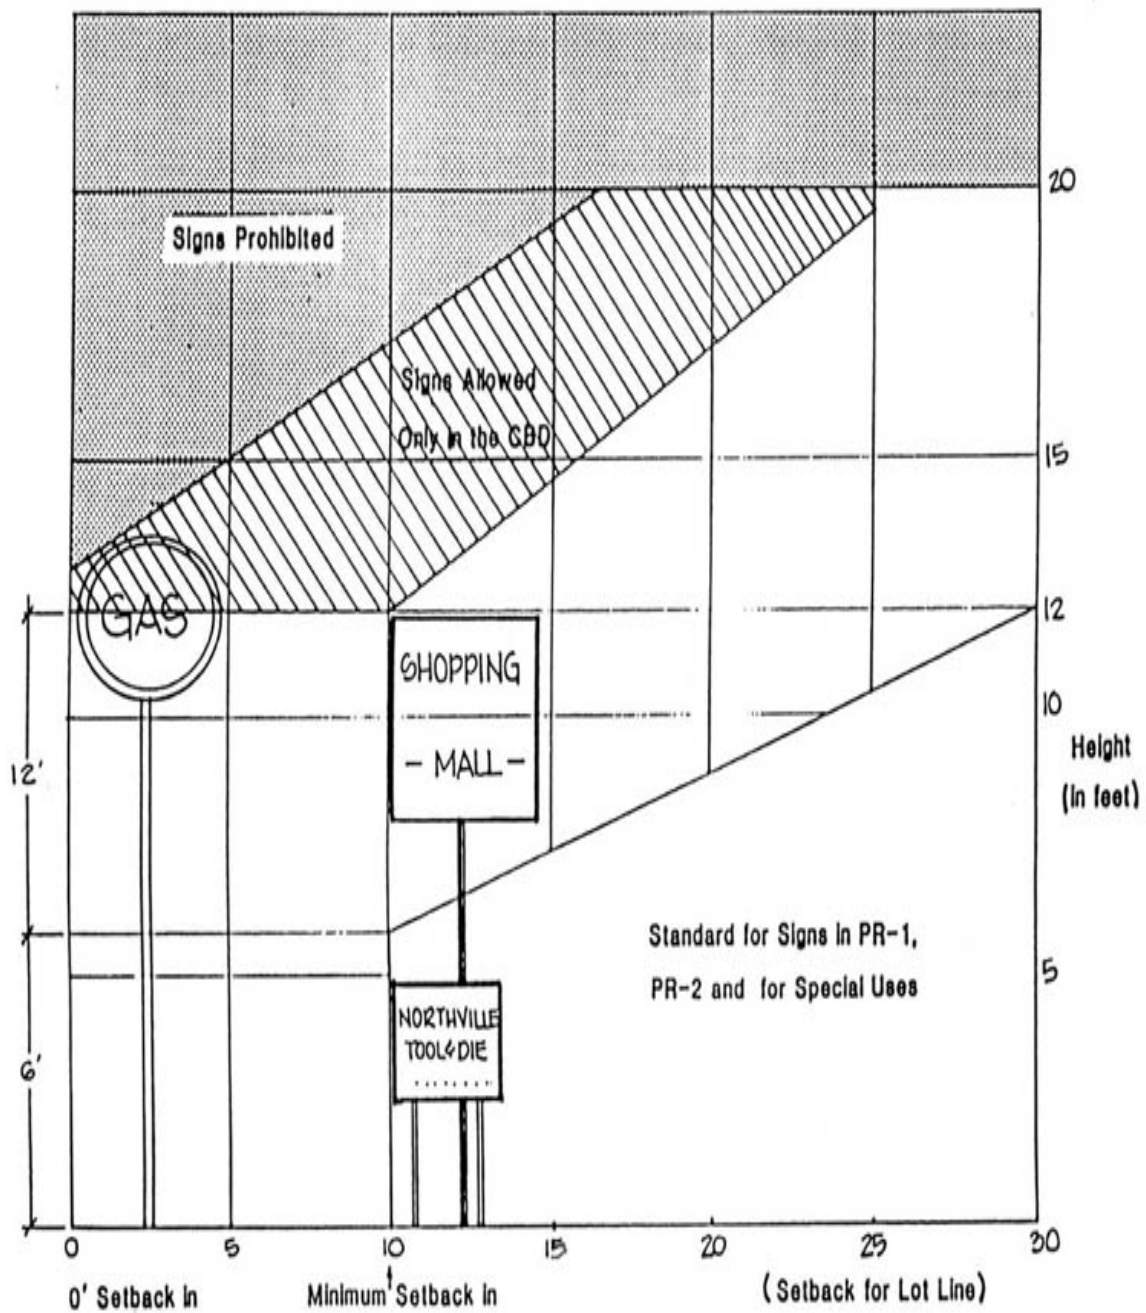 20
Signs Prohibited
Signs Allowed
Only in the CBD
15
GAS
12
SHOPPING
- MALL -
10
Height
(in feet)
12'
Standard for Signs in PR-1,
PR-2 and for Special Uses
5
NORTHVILLE
TOOL & DIE
6'
0 5 10 15 20 25 30
0' Setback in Minimum Setback in (Setback for Lot Line)